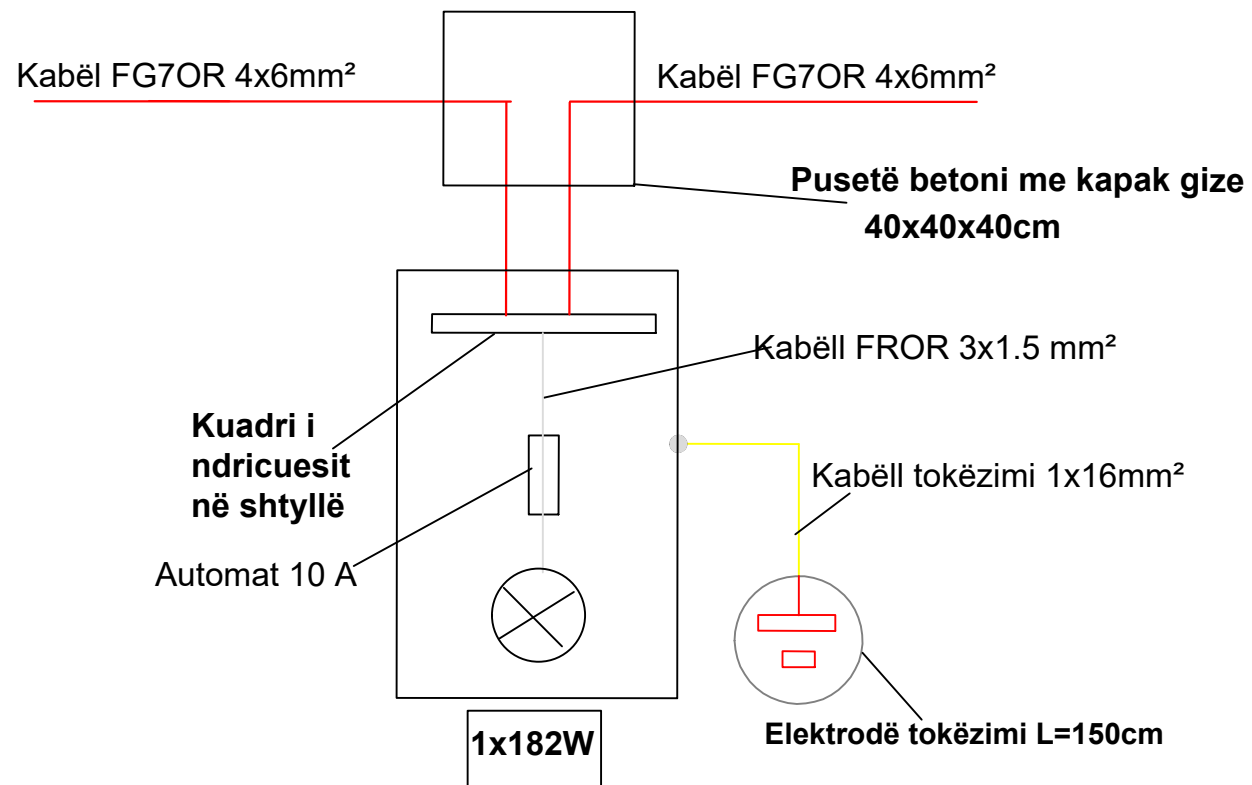 Kabël FG7OR 4x6mm²
Kabël FG7OR 4x6mm²
Pusetë betoni me kapak gize
40x40x40cm
Kabëll FROR 3x1.5 mm²
Kuadri i
ndricuesit
në shtyllë
Kabëll tokëzimi 1x16mm²
Automat 10 A
Elektrodë tokëzimi L=150cm
1x182W